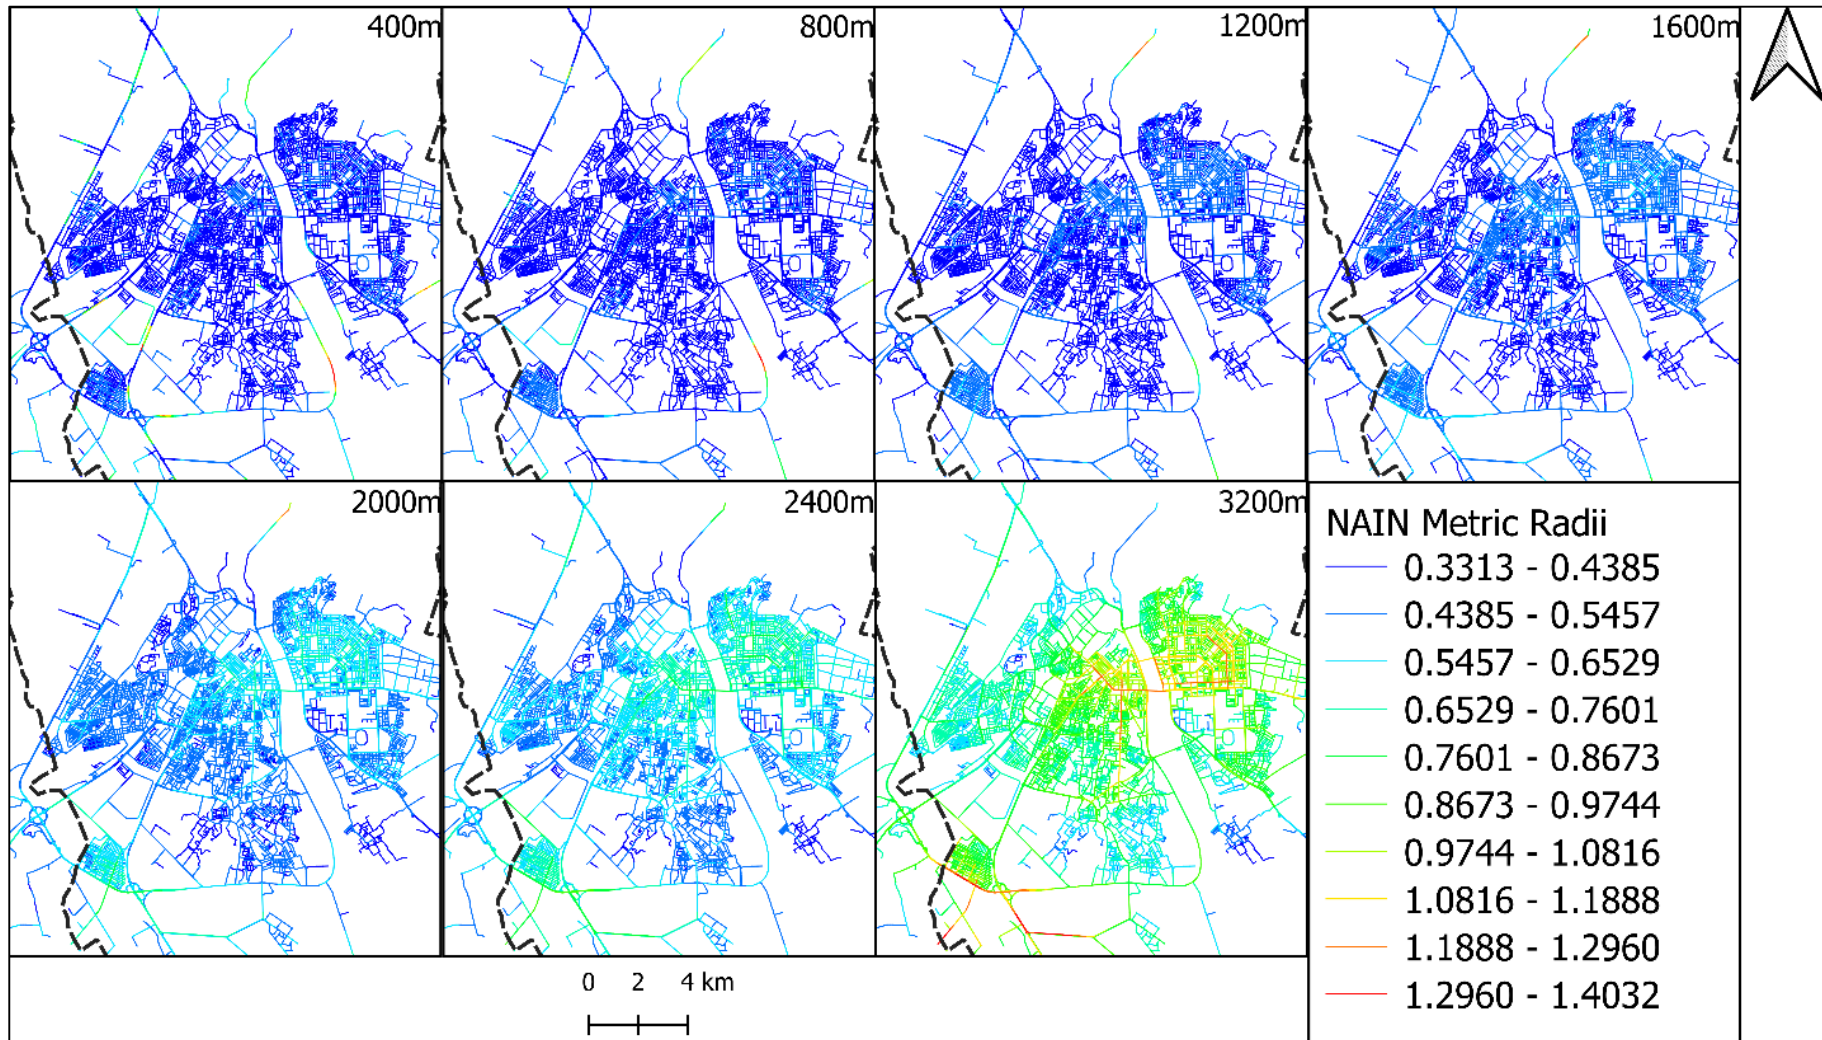 400m
800m
1200m
1600m
2000m
2400m
3200m
NAIN Metric Radii
0.3313 - 0.4385
0.4385 - 0.5457
0.5457 - 0.6529
0.6529 - 0.7601
0.7601 - 0.8673
0.8673 - 0.9744
0.9744 - 1.0816
1.0816 - 1.1888
1.1888 - 1.2960
1.2960 - 1.4032
0 2 4 km